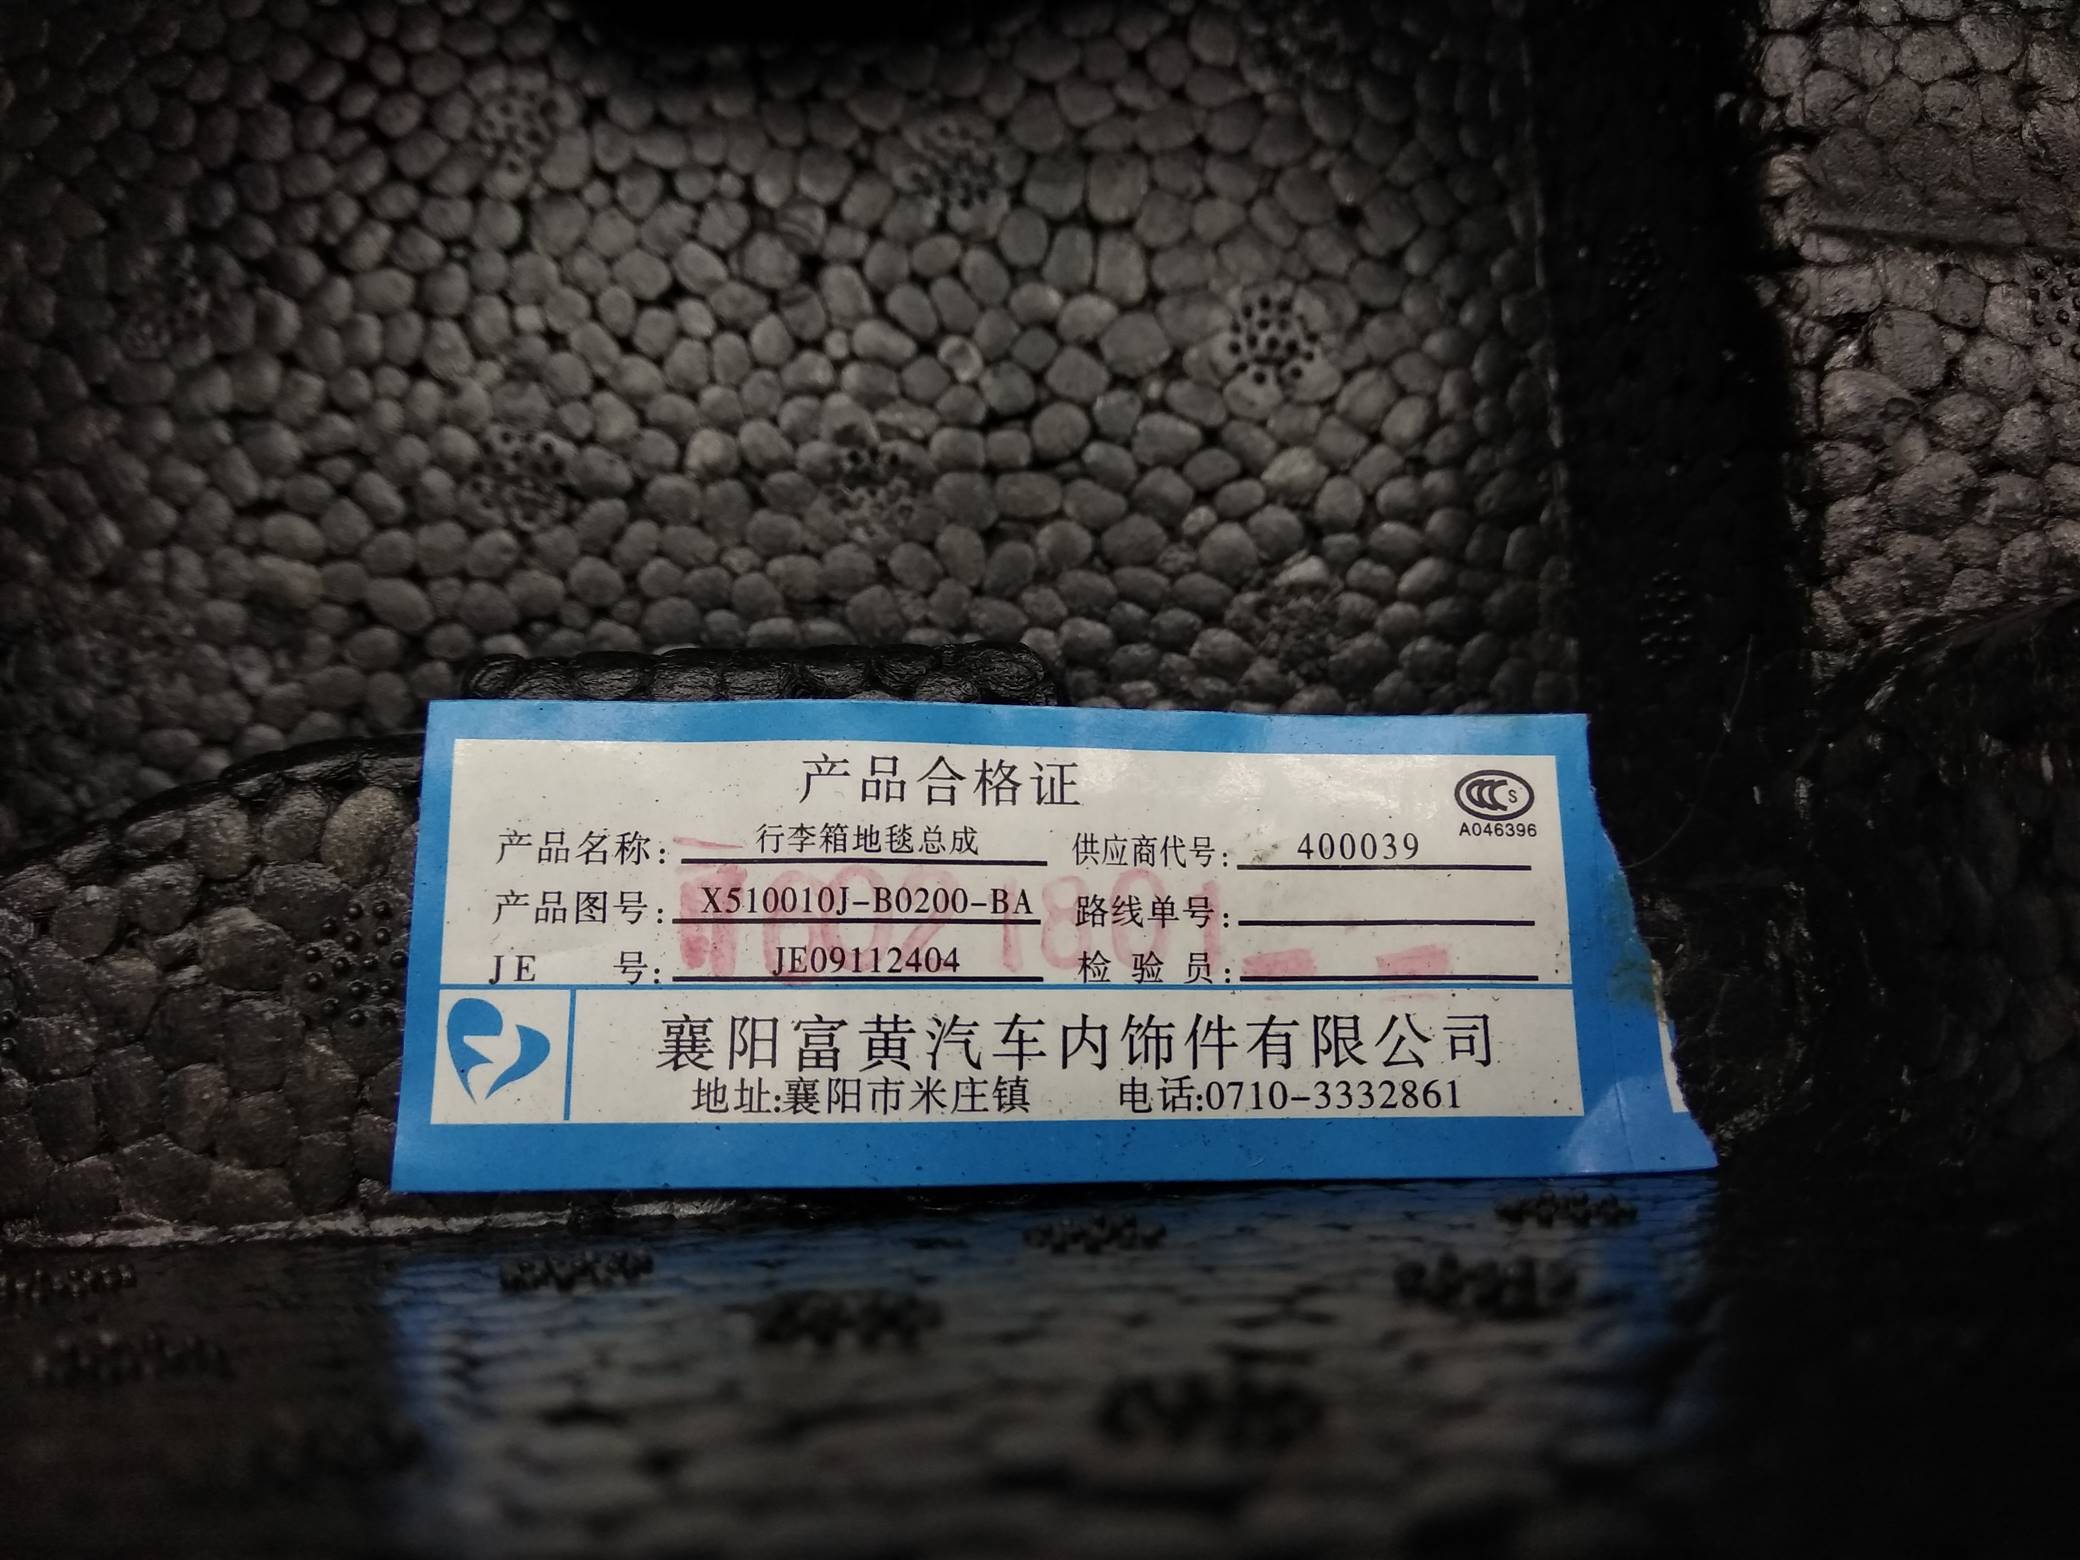 产品合格证
CCC S
A046396
产品名称: 行李箱地毯总成 供应商代号: 400039
产品图号: X510010J-B0200-BA 路线单号:
JE 号: JE09112404 检验员:
襄阳富黄汽车内饰件有限公司
地址:襄阳市米庄镇 电话:0710-3332861